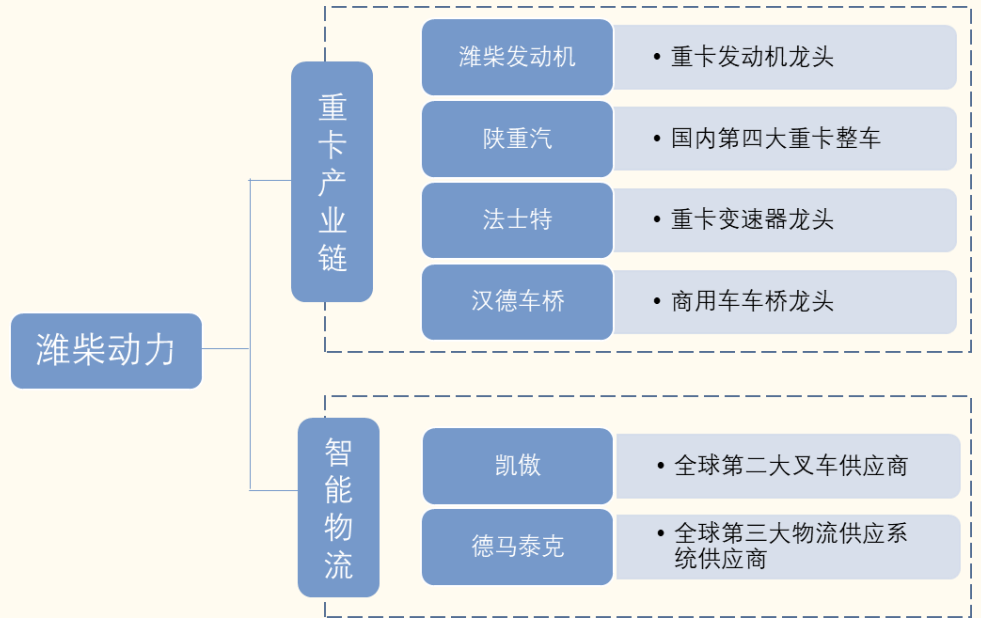 潍柴动力
重卡产业链
潍柴发动机
• 重卡发动机龙头
陕重汽
• 国内第四大重卡整车
法士特
• 重卡变速器龙头
汉德车桥
• 商用车车桥龙头
智能物流
凯傲
• 全球第二大叉车供应商
德马泰克
• 全球第三大物流供应系
统供应商